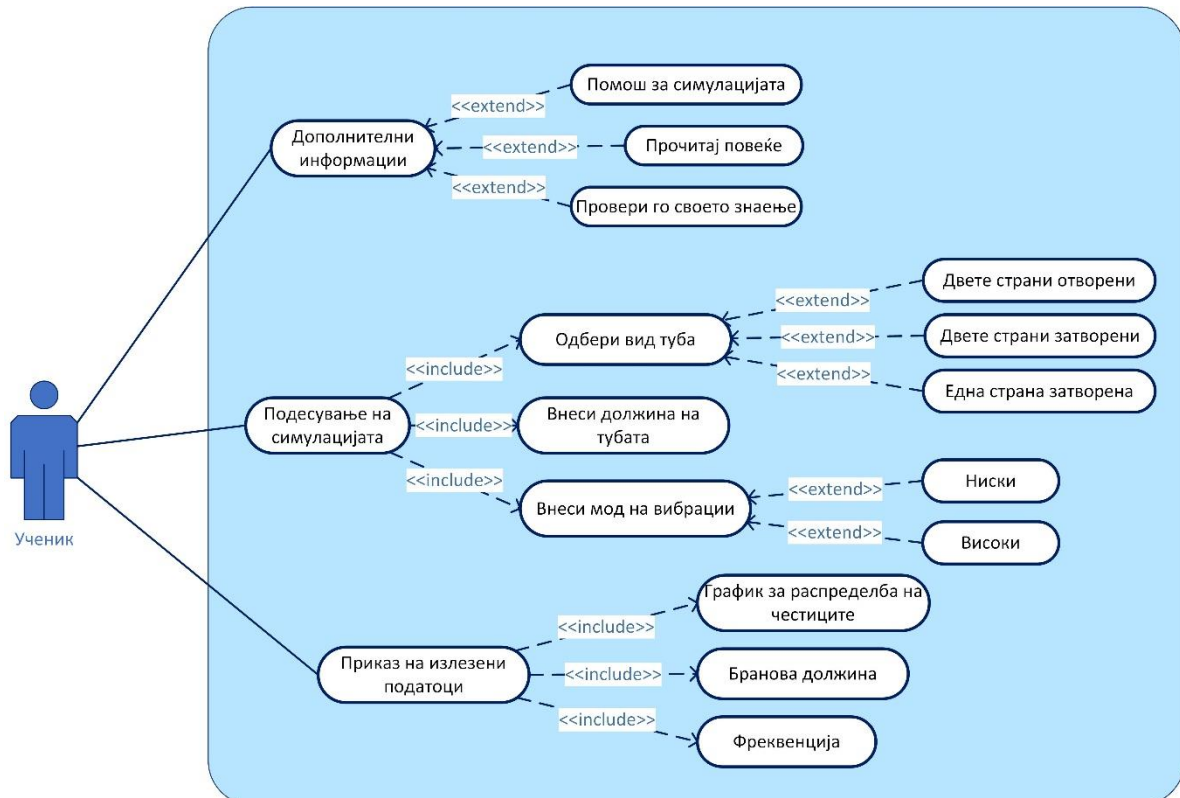 Помош за симулацијата
<<extend>>
Дополнителни
информации
<<extend>>
Прочитај повеќе
<<extend>>
Провери го своето знаење
Двете страни отворени
<<extend>>
Одбери вид туба
<<extend>>
Двете страни затворени
<<include>>
<<extend>>
Една страна затворена
Подесување на
симулацијата
<<include>>
Внеси должина на
тубата
<<include>>
Внеси мод на вибрации
<<extend>>
Ниски
<<extend>>
Високи
Ученик
График за распределба на
честиците
<<include>>
Приказ на излезени
податоци
<<include>>
Бранова должина
<<include>>
Фреквенција